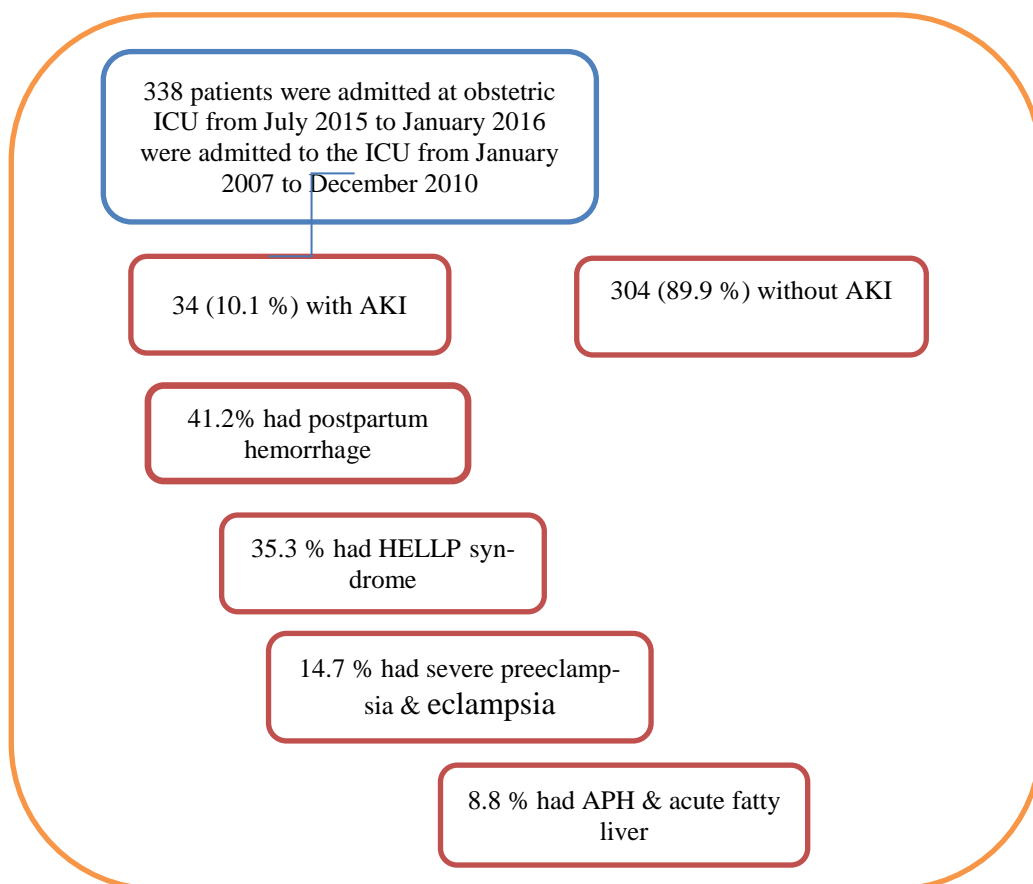 338 patients were admitted at obstetric
ICU from July 2015 to January 2016
were admitted to the ICU from January
2007 to December 2010
34 (10.1 %) with AKI
304 (89.9 %) without AKI
41.2% had postpartum
hemorrhage
35.3 % had HELLP syn-
drome
14.7 % had severe preeclamp-
sia & eclampsia
8.8 % had APH & acute fatty
liver